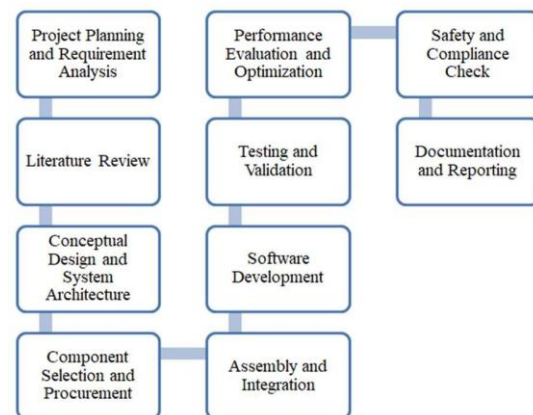 Project Planning
and Requirement
Analysis
Literature Review
Conceptual
Design and
System
Architecture
Component
Selection and
Procurement
Assembly and
Integration
Software
Development
Testing and
Validation
Performance
Evaluation and
Optimization
Safety and
Compliance
Check
Documentation
and Reporting